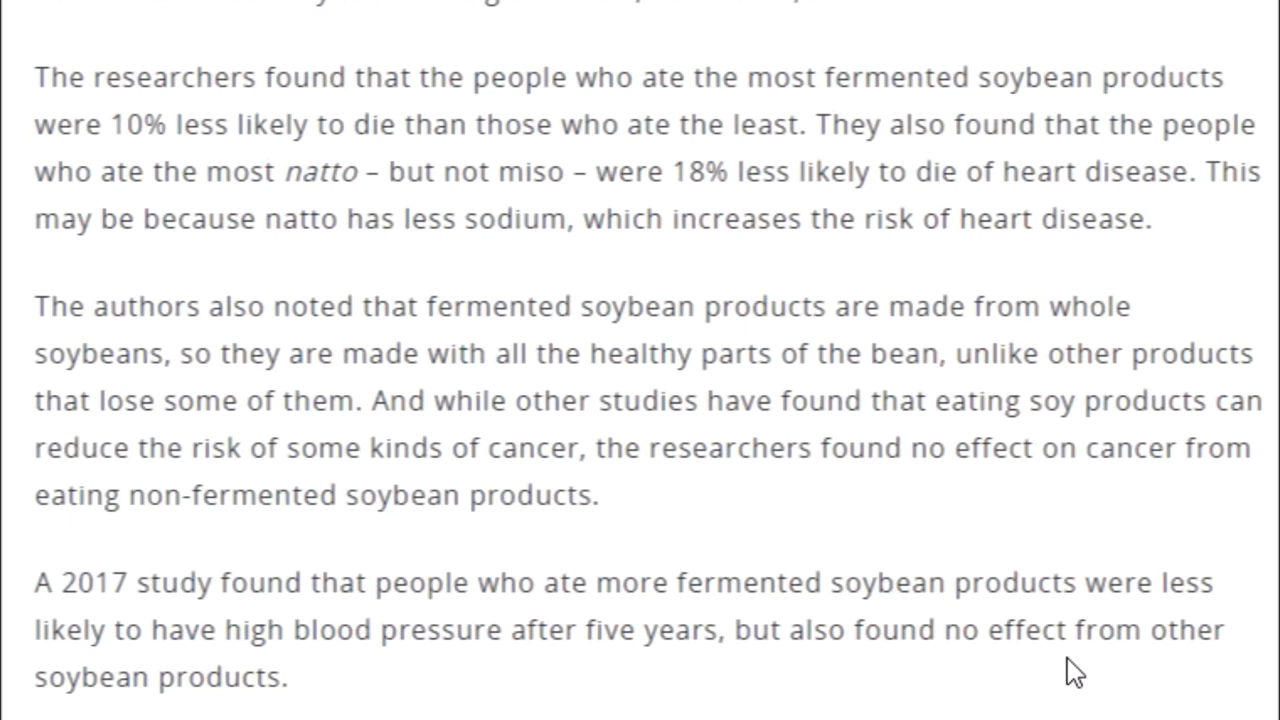 The researchers found that the people who ate the most fermented soybean products
were 10% less likely to die than those who ate the least. They also found that the people
who ate the most natto – but not miso – were 18% less likely to die of heart disease. This
may be because natto has less sodium, which increases the risk of heart disease.
The authors also noted that fermented soybean products are made from whole
soybeans, so they are made with all the healthy parts of the bean, unlike other products
that lose some of them. And while other studies have found that eating soy products can
reduce the risk of some kinds of cancer, the researchers found no effect on cancer from
eating non-fermented soybean products.
A 2017 study found that people who ate more fermented soybean products were less
likely to have high blood pressure after five years, but also found no effect from other
soybean products.